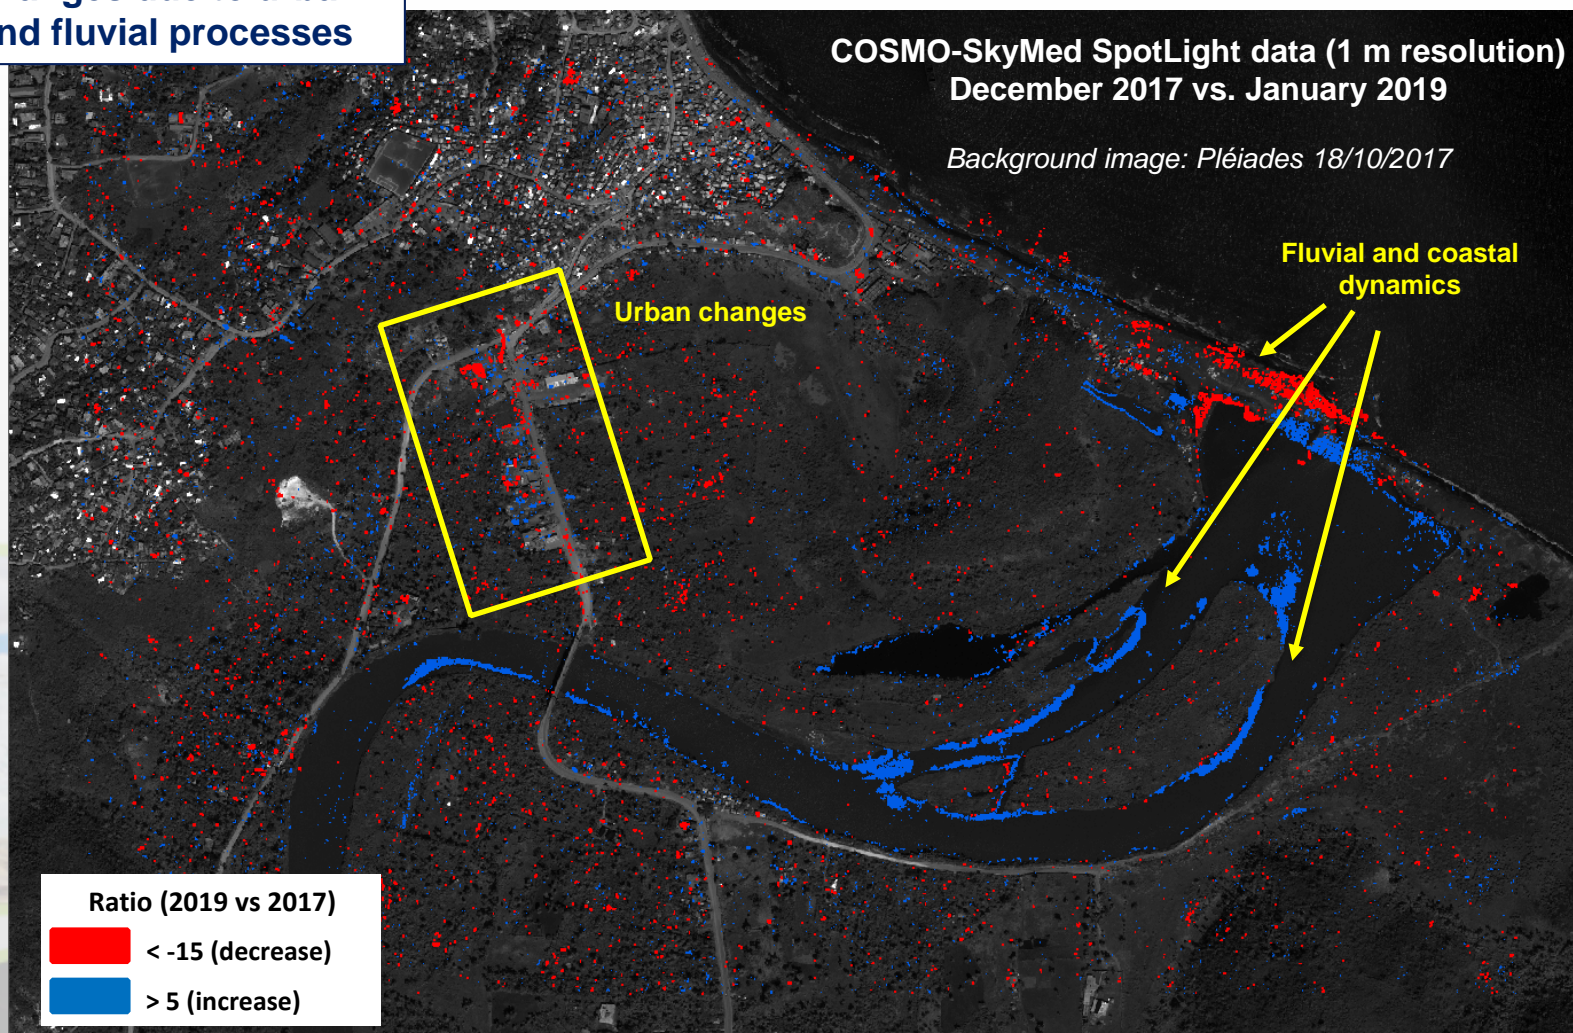 nd fluvial processes
COSMO-SkyMed SpotLight data (1 m resolution)
December 2017 vs. January 2019
Background image: Pléiades 18/10/2017
Fluvial and coastal
dynamics
Urban changes
Ratio (2019 vs 2017)
< -15 (decrease)
> 5 (increase)